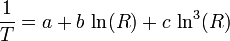 1/T = a + b ln(R) + c ln³(R)